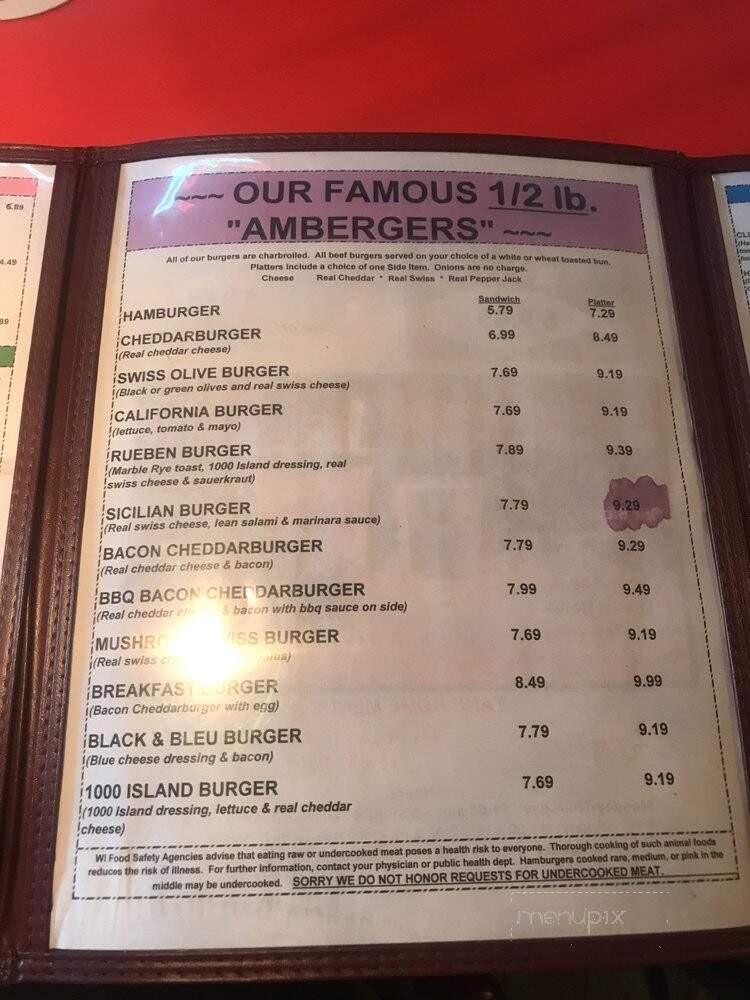 ~~~ OUR FAMOUS 1/2 lb.
"AMBERGERS" ~~~
All of our burgers are charbroiled. All beef burgers served on your choice of a white or wheat toasted bun.
Platters include a choice of one Side Item. Onions are no charge.
Cheese Real Cheddar * Real Swiss * Real Pepper Jack
Sandwich Platter
HAMBURGER 5.79 7.29
CHEDDARBURGER 6.99 8.49
(Real cheddar cheese)
SWISS OLIVE BURGER 7.69 9.19
(Black or green olives and real swiss cheese)
CALIFORNIA BURGER 7.69 9.19
(lettuce, tomato & mayo)
RUEBEN BURGER 7.89 9.39
(Marble Rye toast, 1000 Island dressing, real
swiss cheese & sauerkraut)
SICILIAN BURGER 7.79 9.29
(Real swiss cheese, lean salami & marinara sauce)
BACON CHEDDARBURGER 7.79 9.29
(Real cheddar cheese & bacon)
BBQ BACON CHEDDARBURGER 7.99 9.49
(Real cheddar & bacon with bbq sauce on side)
BURGER 7.69 9.19
(Real swiss
BREAKFAST BURGER 8.49 9.99
(Bacon Cheddarburger with egg)
BLACK & BLEU BURGER 7.79 9.19
(Blue cheese dressing & bacon)
1000 ISLAND BURGER 7.69 9.19
(1000 Island dressing, lettuce & real cheddar
cheese)
WI Food Safety Agencies advise that eating raw or undercooked meat poses a health risk to everyone. Thorough cooking of such animal foods
reduces the risk of illness. For further information, contact your physician or public health dept. Hamburgers cooked rare, medium, or pink in the
middle may be undercooked. SORRY WE DO NOT HONOR REQUESTS FOR UNDERCOOKED MEAT.
menupix
6.89
4.49
89